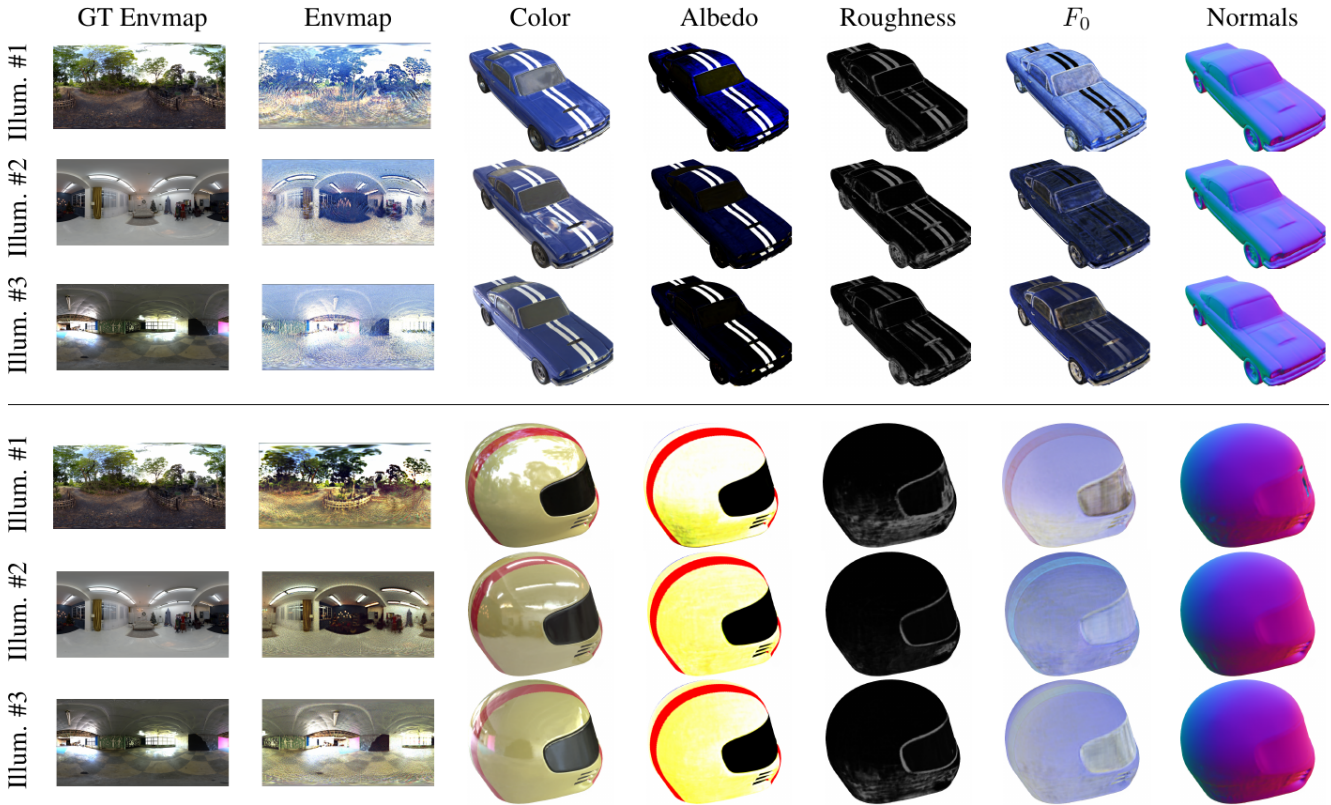 GT Envmap Envmap Color Albedo Roughness F₀ Normals
Illum. #1
Illum. #2
Illum. #3
Illum. #1
Illum. #2
Illum. #3